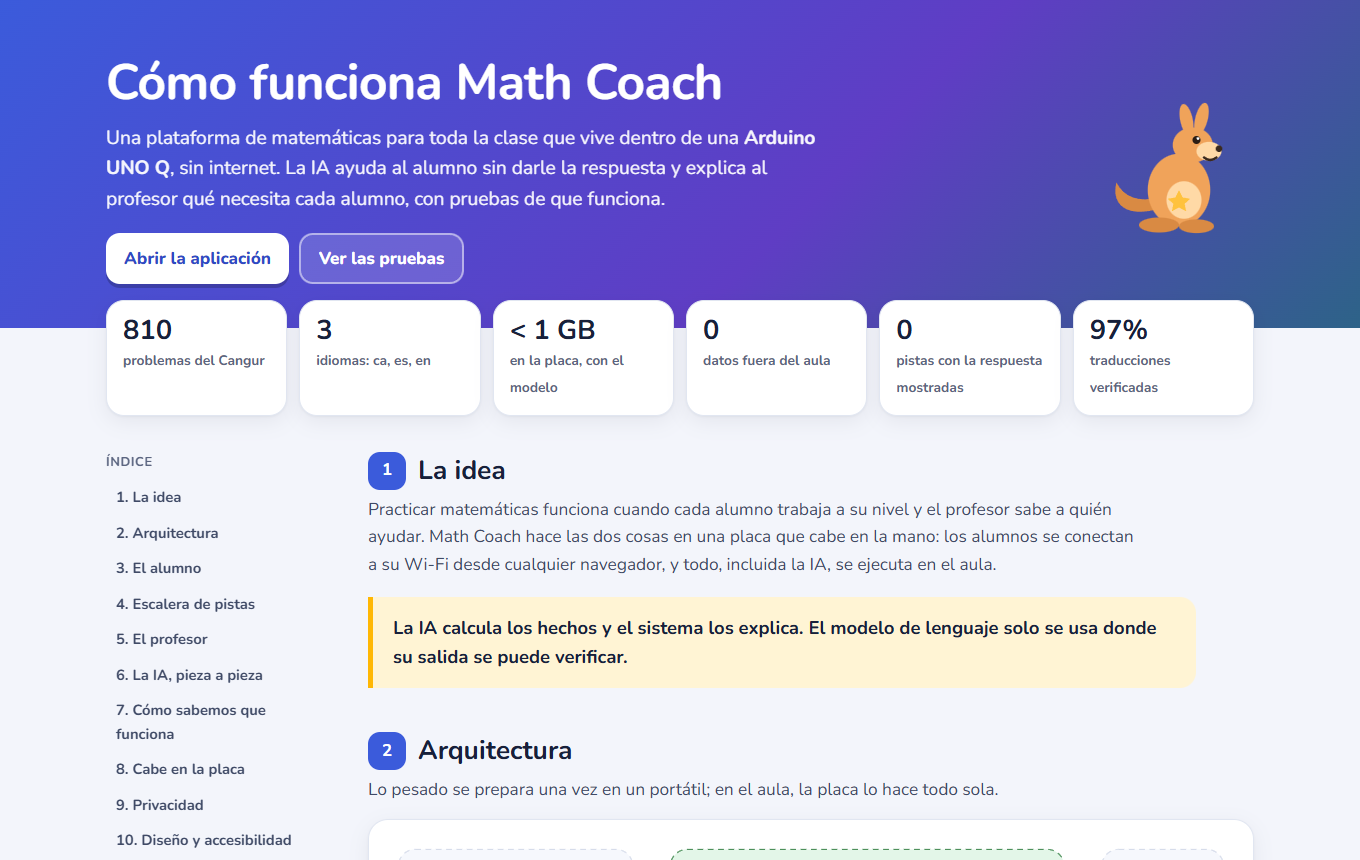 Cómo funciona Math Coach
Una plataforma de matemáticas para toda la clase que vive dentro de una Arduino
UNO Q, sin internet. La IA ayuda al alumno sin darle la respuesta y explica al
profesor qué necesita cada alumno, con pruebas de que funciona.
Abrir la aplicación
Ver las pruebas
810
problemas del Cangur
3
idiomas: ca, es, en
< 1 GB
en la placa, con el
modelo
0
datos fuera del aula
0
pistas con la respuesta
mostradas
97%
traducciones
verificadas
ÍNDICE
1. La idea
2. Arquitectura
3. El alumno
4. Escalera de pistas
5. El profesor
6. La IA, pieza a pieza
7. Cómo sabemos que
funciona
8. Cabe en la placa
9. Privacidad
10. Diseño y accesibilidad
1 La idea
Practicar matemáticas funciona cuando cada alumno trabaja a su nivel y el profesor sabe a quién
ayudar. Math Coach hace las dos cosas en una placa que cabe en la mano: los alumnos se conectan
a su Wi-Fi desde cualquier navegador, y todo, incluida la IA, se ejecuta en el aula.
La IA calcula los hechos y el sistema los explica. El modelo de lenguaje solo se usa donde
su salida se puede verificar.
2 Arquitectura
Lo pesado se prepara una vez en un portátil; en el aula, la placa lo hace todo sola.